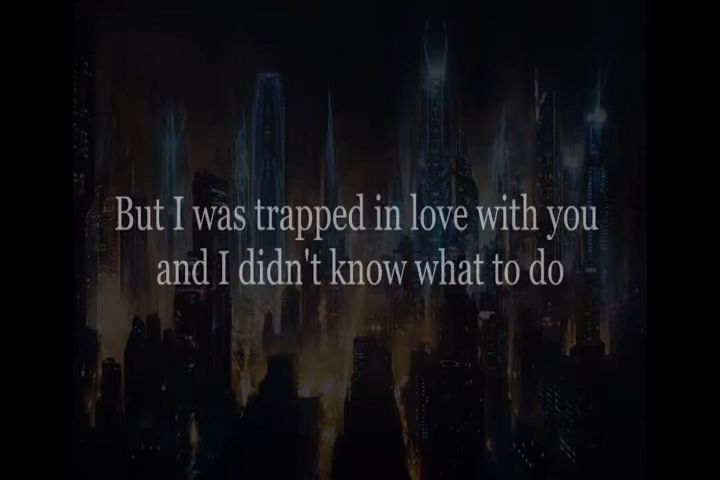 But I was trapped in love with you
and I didn't know what to do